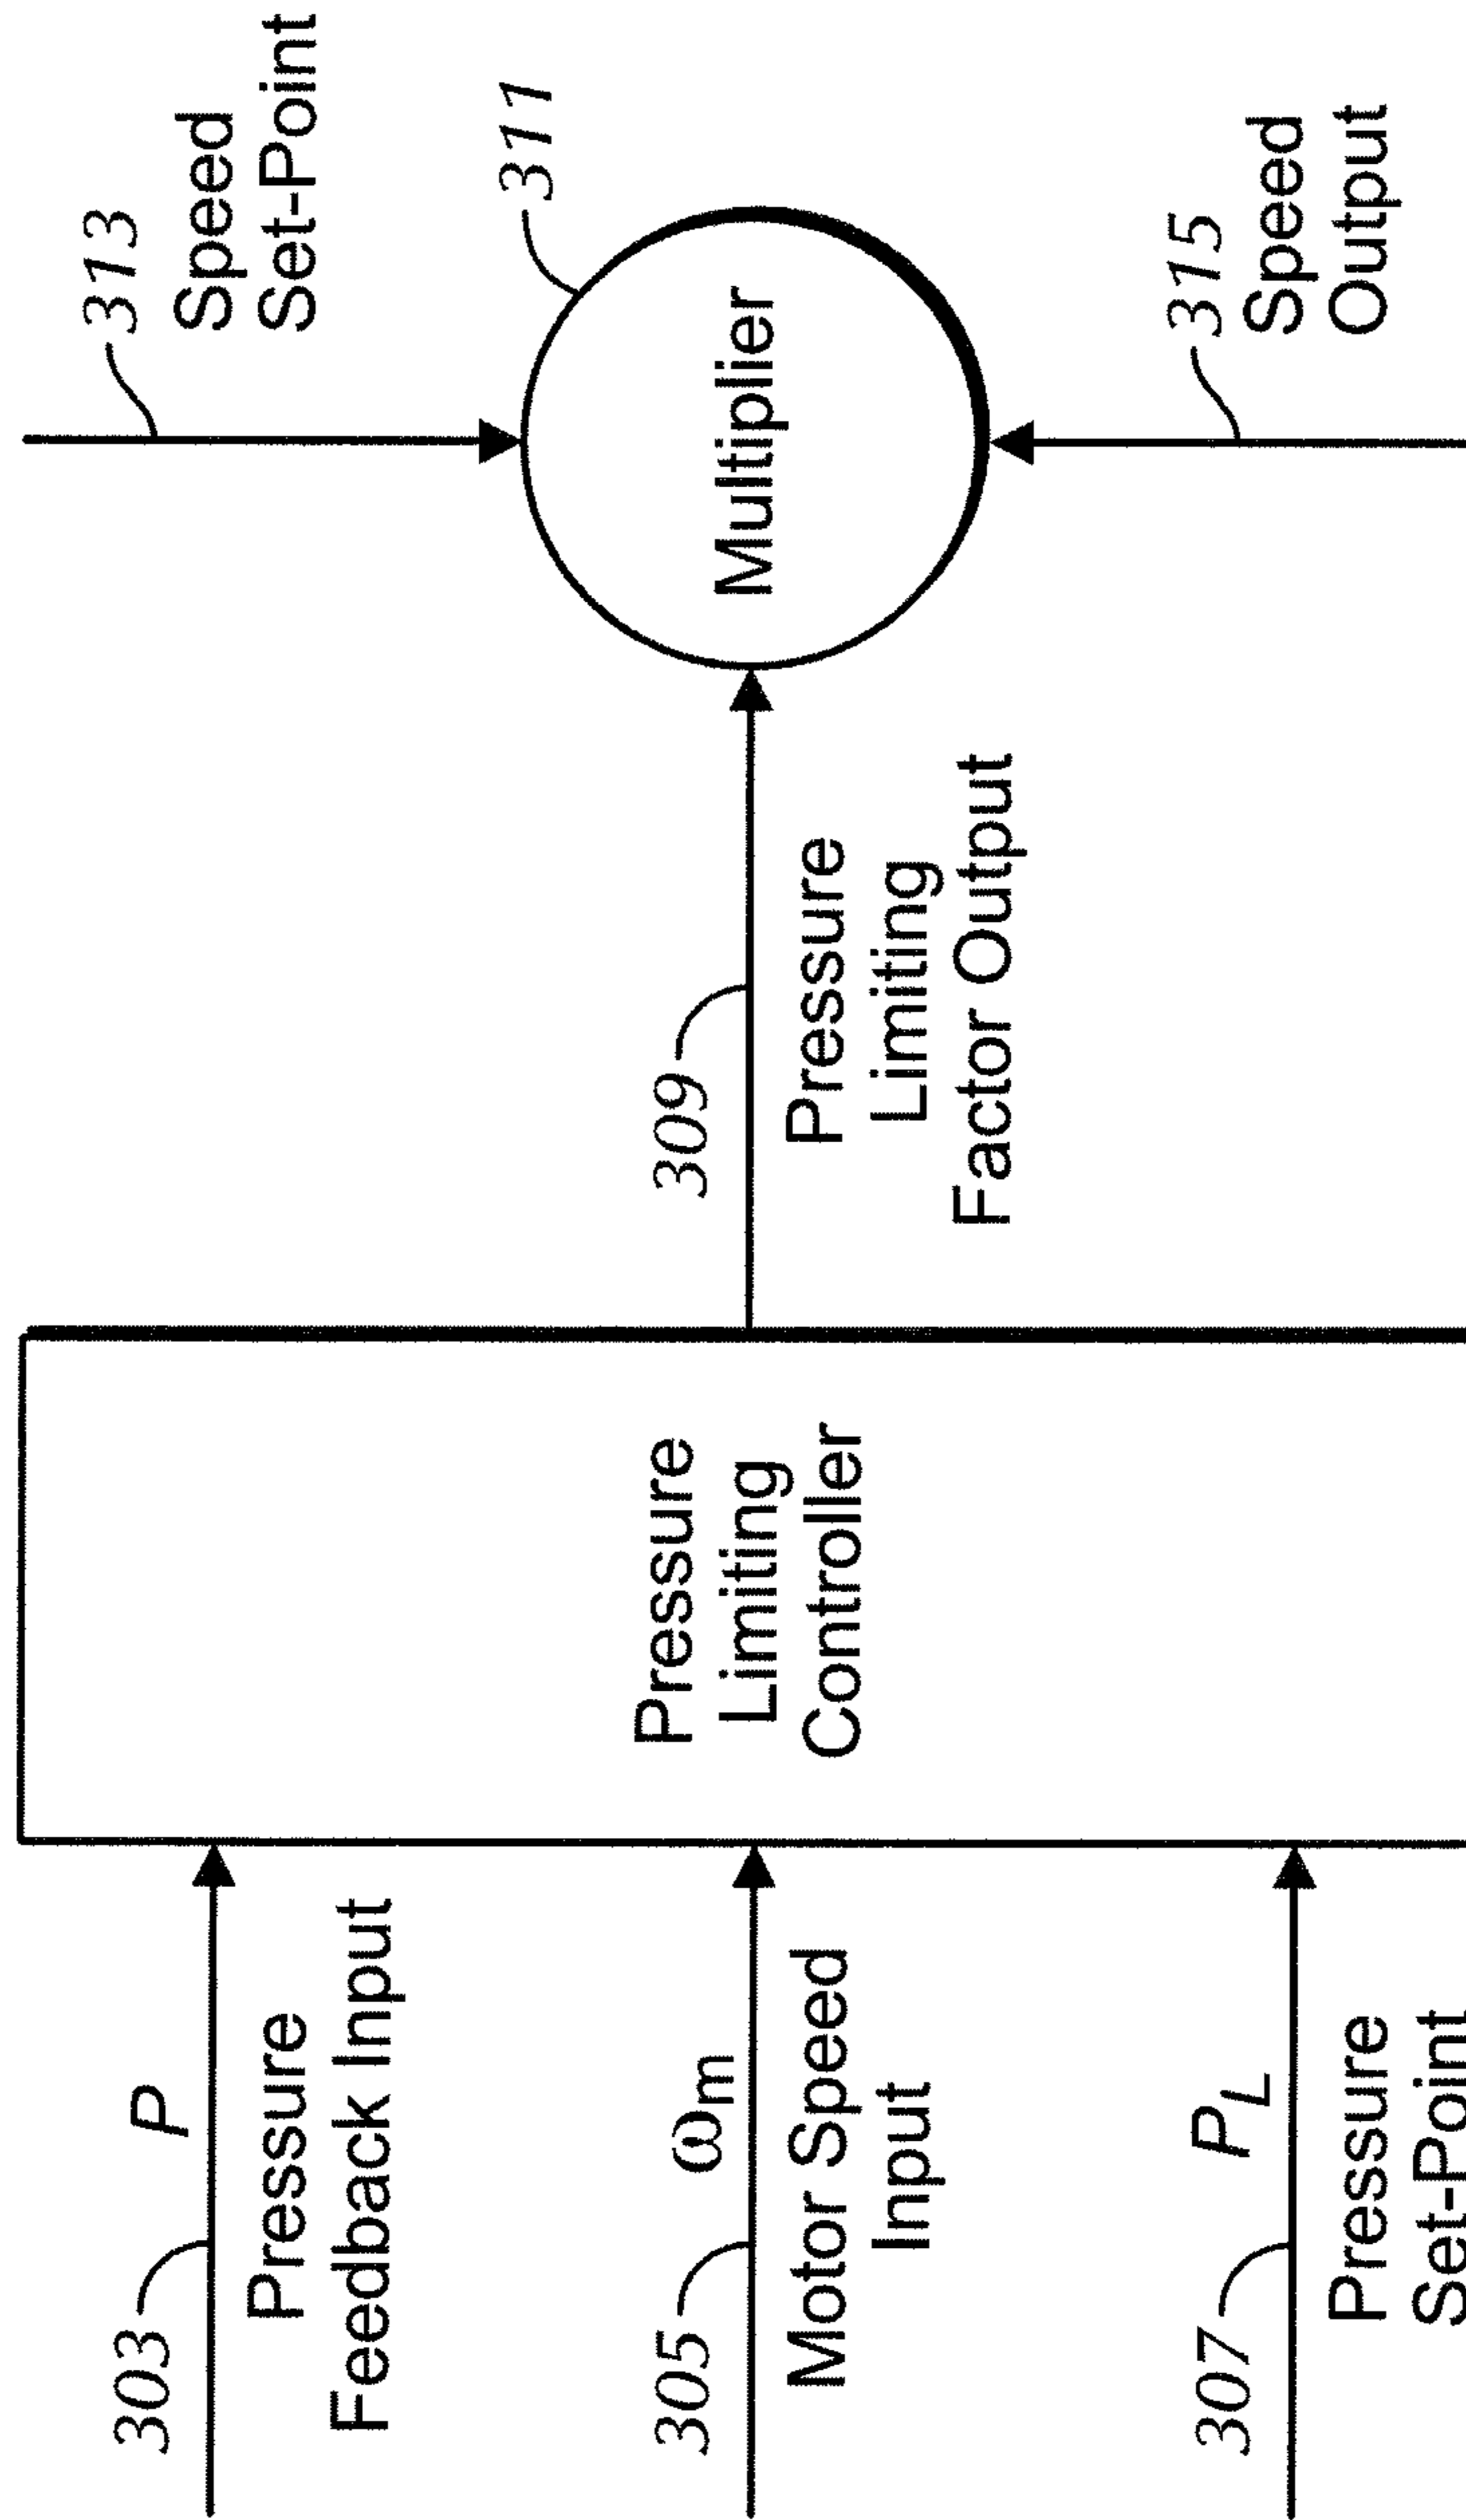 303
P
Pressure
Feedback Input
305
ωm
Motor Speed
Input
307
PL
Pressure
Set-Point
Pressure
Limiting
Controller
309
Pressure
Limiting
Factor Output
313
Speed
Set-Point
311
Multiplier
315
Speed
Output